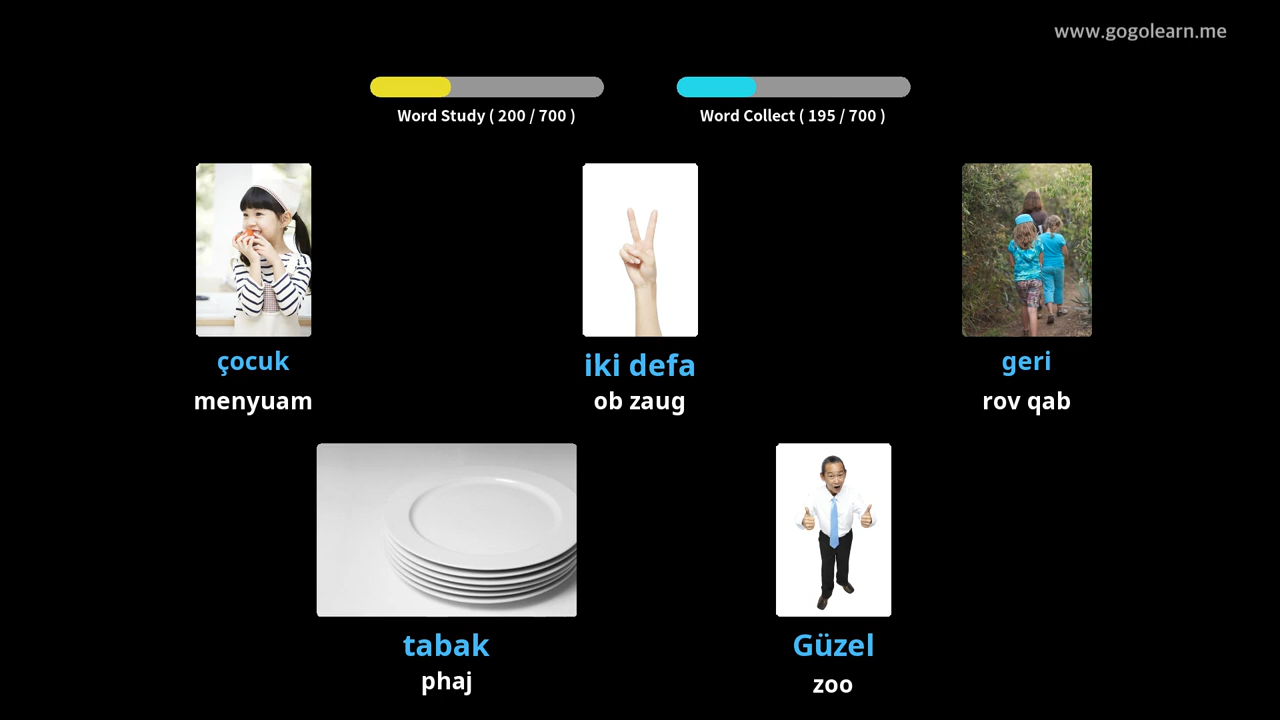 www.gogolearn.me
Word Study ( 200 / 700 )
Word Collect ( 195 / 700 )
çocuk
menyuam
iki defa
ob zaug
geri
rov qab
tabak
phaj
Güzel
zoo